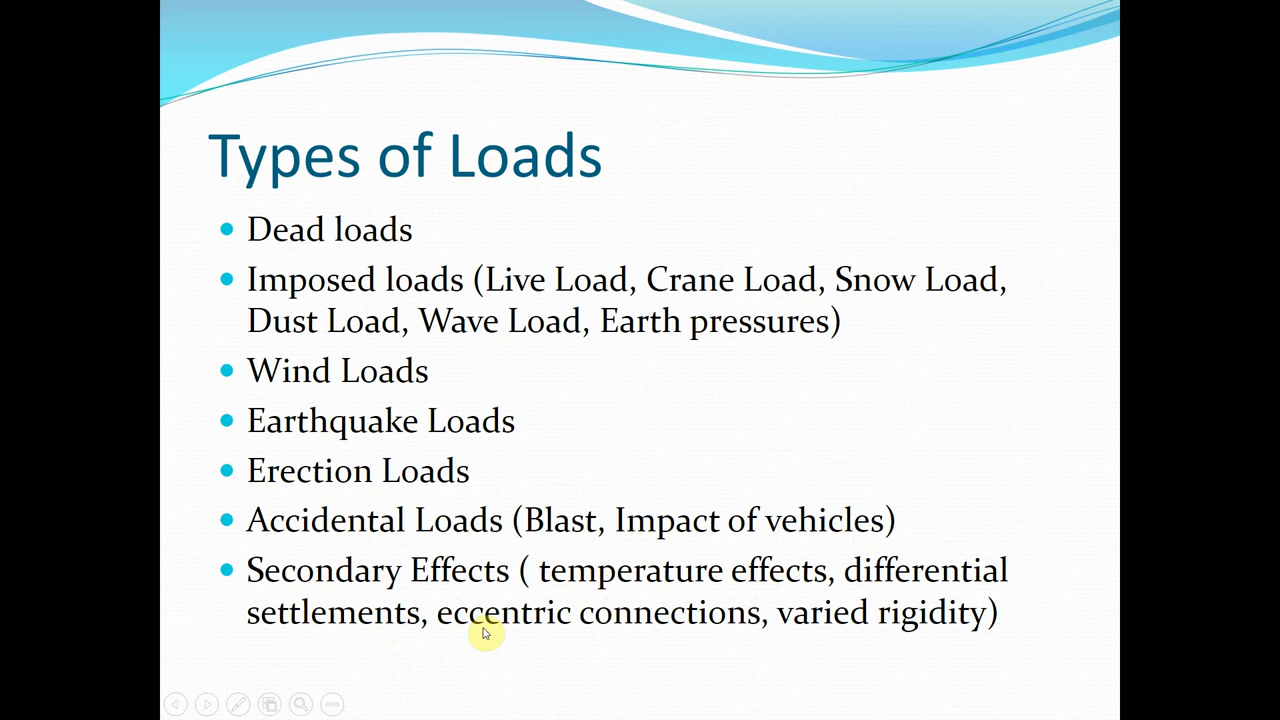 Types of Loads
Dead loads
Imposed loads (Live Load, Crane Load, Snow Load,
Dust Load, Wave Load, Earth pressures)
Wind Loads
Earthquake Loads
Erection Loads
Accidental Loads (Blast, Impact of vehicles)
Secondary Effects ( temperature effects, differential
settlements, eccentric connections, varied rigidity)